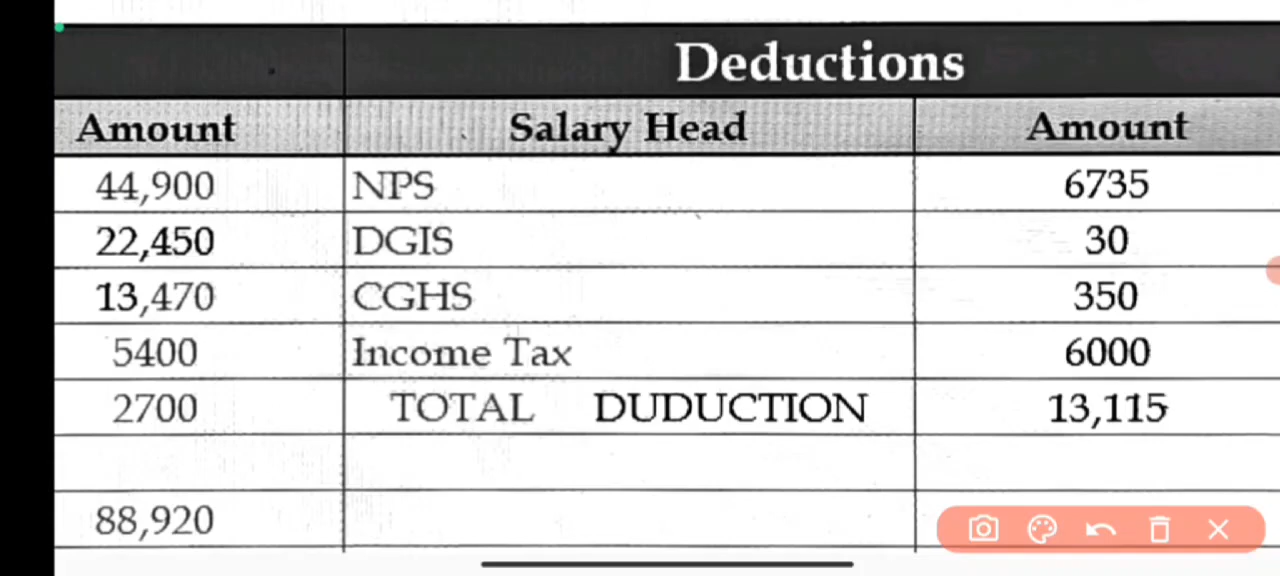 Deductions
Amount Salary Head Amount
44,900 NPS 6735
22,450 DGIS 30
13,470 CGHS 350
5400 Income Tax 6000
2700 TOTAL DUDUCTION 13,115
88,920